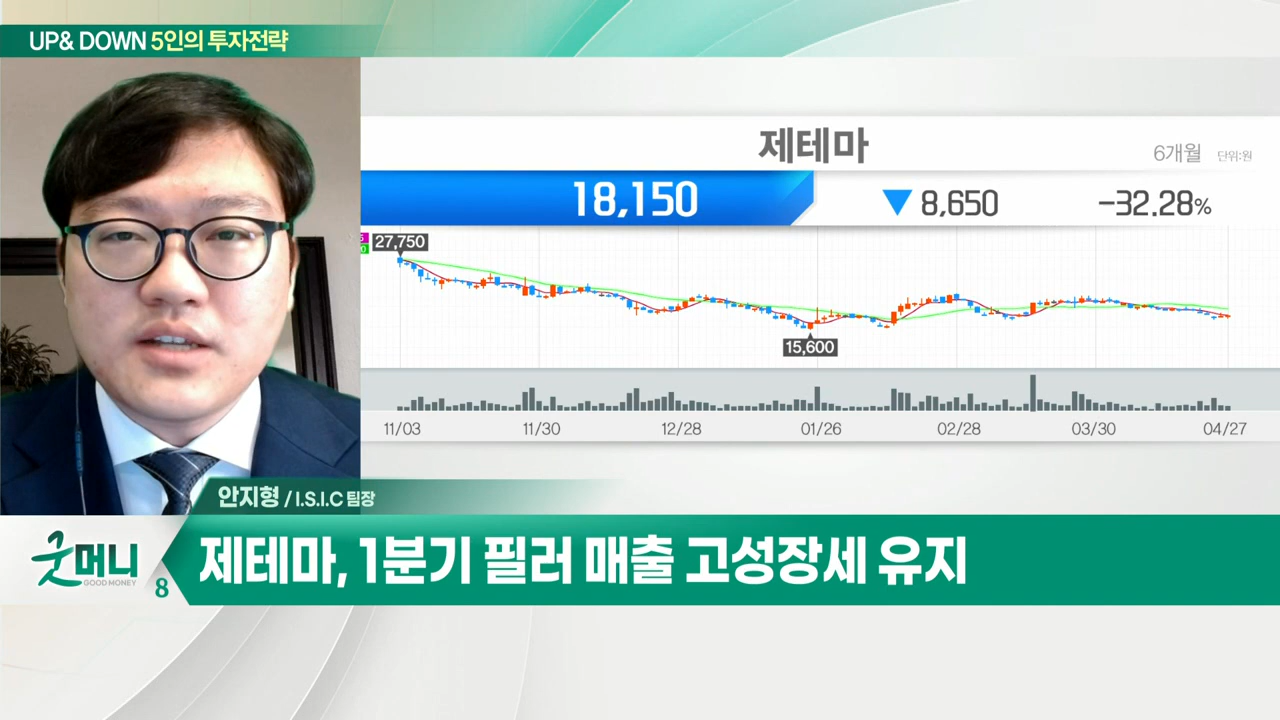 UP& DOWN 5인의 투자전략
제테마
6개월 단위:원
18,150 ▼ 8,650 -32.28%
27,750
15,600
11/03 11/30 12/28 01/26 02/28 03/30 04/27
안지형 / I.S.I.C 팀장
굿머니
GOOD MONEY
8
제테마, 1분기 필러 매출 고성장세 유지